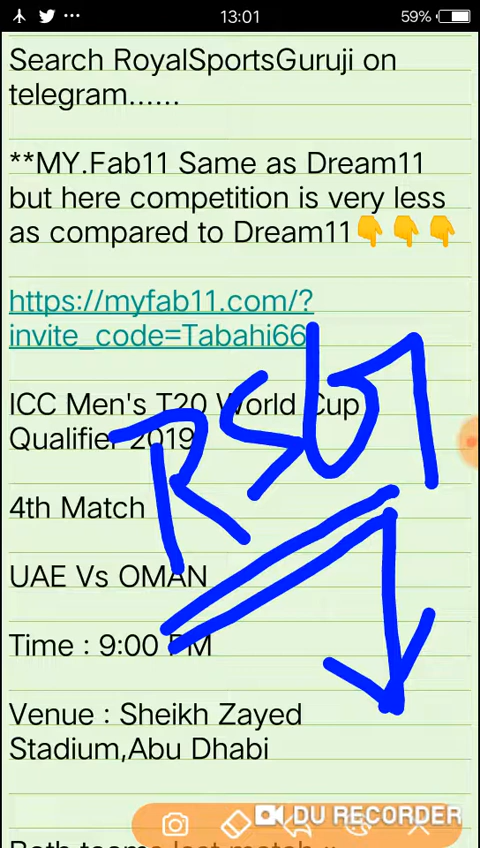 13:01
59%
Search RoyalSportsGuruji on
telegram......
**MY.Fab11 Same as Dream11
but here competition is very less
as compared to Dream11👇👇👇
https://myfab11.com/?
invite_code=Tabahi66
ICC Men's T20 World Cup
Qualifier 2019
RSG
4th Match
UAE Vs OMAN
Time : 9:00 PM
Venue : Sheikh Zayed
Stadium,Abu Dhabi
DU RECORDER